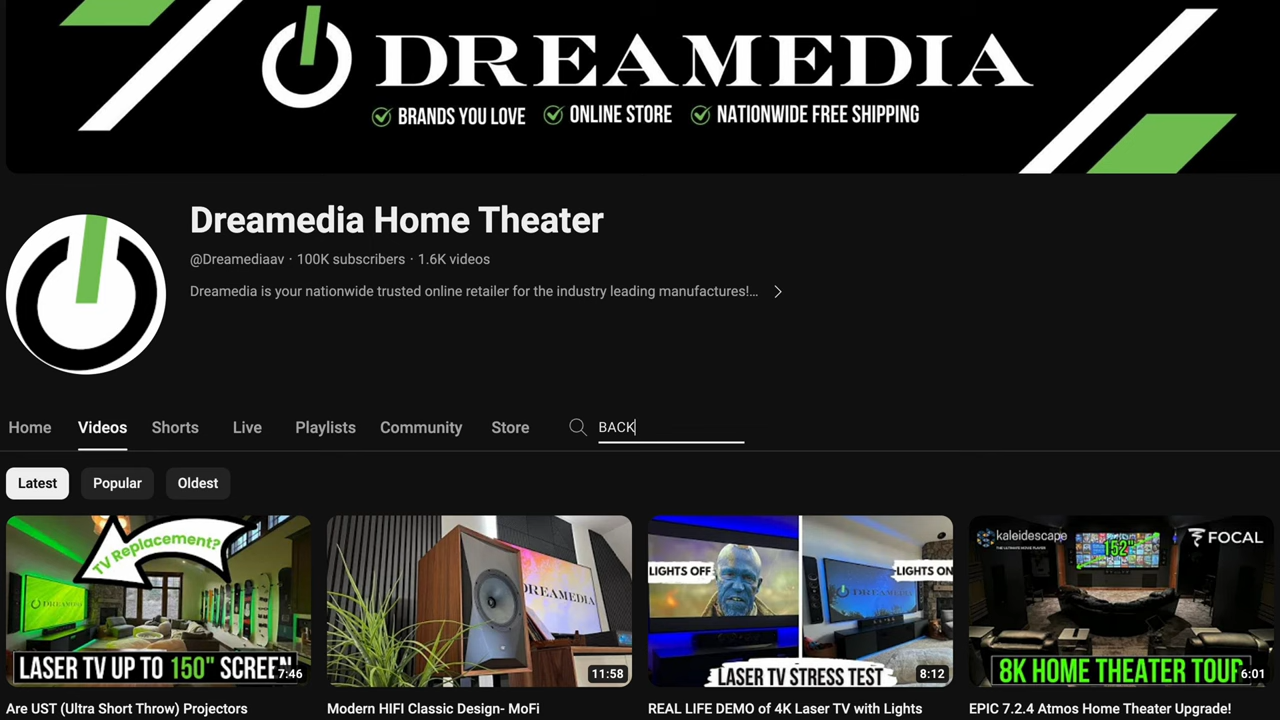 DREAMEDIA
BRANDS YOU LOVE ONLINE STORE NATIONWIDE FREE SHIPPING
Dreamedia Home Theater
@Dreamediaav · 100K subscribers · 1.6K videos
Dreamedia is your nationwide trusted online retailer for the industry leading manufactures!...
Home Videos Shorts Live Playlists Community Store BACK
Latest Popular Oldest
TV Replacement?
DREAMEDIA
LASER TV UP TO 150" SCREEN
7:46
DREAMEDIA
11:58
LIGHTS OFF
LIGHTS ON
DREAMEDIA
LASER TV STRESS TEST
8:12
kaleidescape
FOCAL
152"
8K HOME THEATER TOUR
6:01
Are UST (Ultra Short Throw) Projectors
Modern HIFI Classic Design- MoFi
REAL LIFE DEMO of 4K Laser TV with Lights
EPIC 7.2.4 Atmos Home Theater Upgrade!